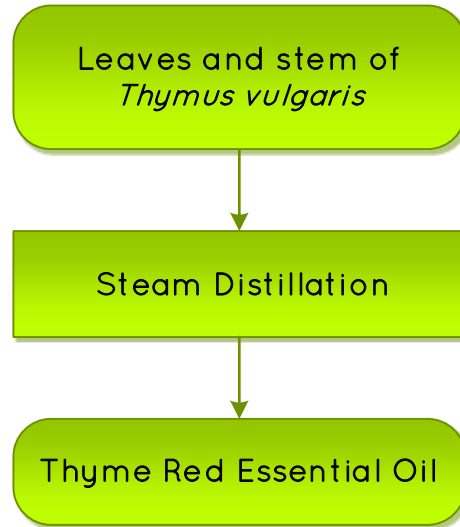 Leaves and stem of
Thymus vulgaris
Steam Distillation
Thyme Red Essential Oil